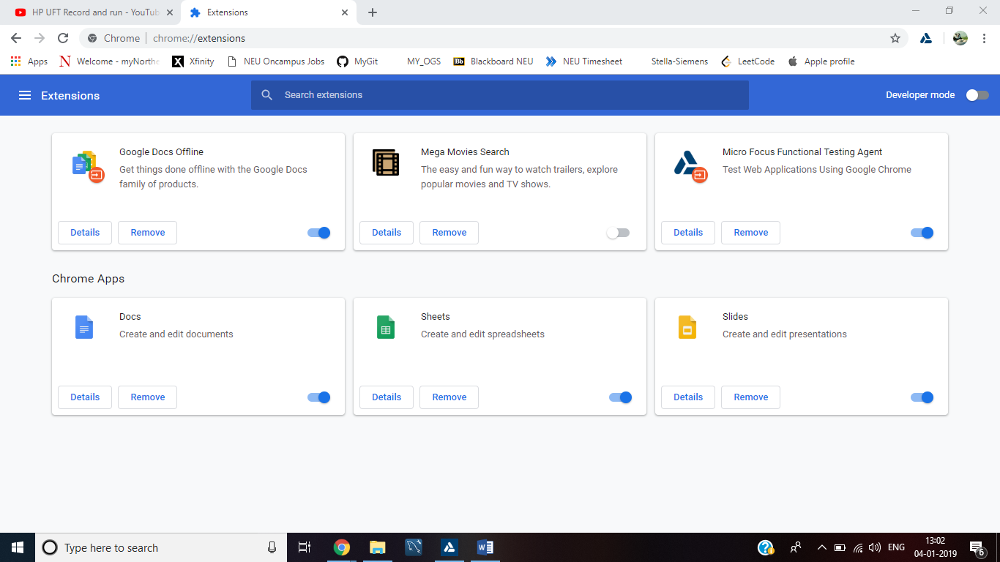 HP UFT Record and run - YouTub
Extensions
Chrome chrome://extensions
Apps Welcome - myNorthe Xfinity NEU Oncampus Jobs MyGit MY_OGS Bb Blackboard NEU NEU Timesheet Stella-Siemens LeetCode Apple profile
Extensions Search extensions Developer mode
Google Docs Offline
Get things done offline with the Google Docs
family of products.
Details Remove
Mega Movies Search
The easy and fun way to watch trailers, explore
popular movies and TV shows.
Details Remove
Micro Focus Functional Testing Agent
Test Web Applications Using Google Chrome
Details Remove
Chrome Apps
Docs
Create and edit documents
Details Remove
Sheets
Create and edit spreadsheets
Details Remove
Slides
Create and edit presentations
Details Remove
Type here to search
ENG
13:02
04-01-2019
6